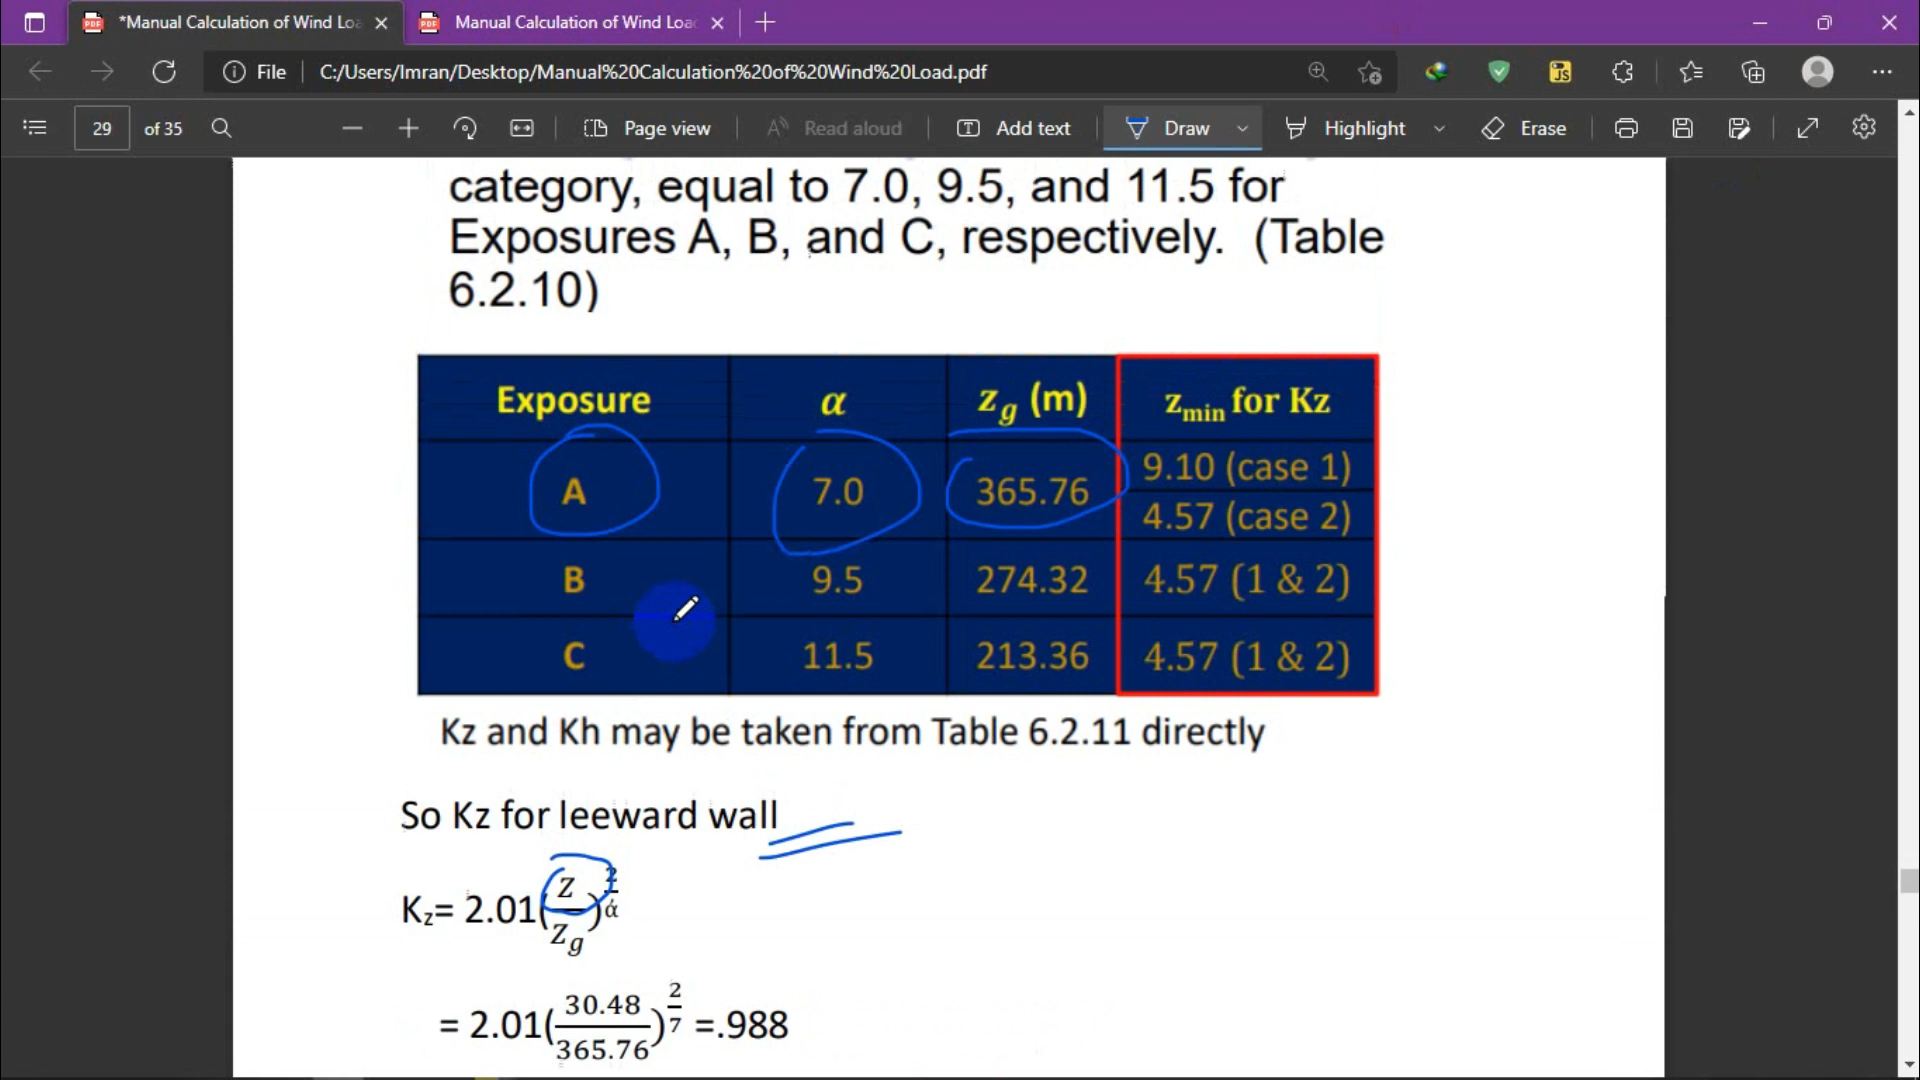 *Manual Calculation of Wind Loa
Manual Calculation of Wind Loa
File
C:/Users/Imran/Desktop/Manual%20Calculation%20of%20Wind%20Load.pdf
29 of 35
Page view
Read aloud
Add text
Draw
Highlight
Erase
category, equal to 7.0, 9.5, and 11.5 for
Exposures A, B, and C, respectively. (Table
6.2.10)
Exposure α z_g (m) z_min for Kz
A 7.0 365.76 9.10 (case 1)
4.57 (case 2)
B 9.5 274.32 4.57 (1 & 2)
C 11.5 213.36 4.57 (1 & 2)
Kz and Kh may be taken from Table 6.2.11 directly
So Kz for leeward wall
K_z= 2.01(Z/Z_g)^(2/ά)
= 2.01(30.48/365.76)^(2/7) =.988